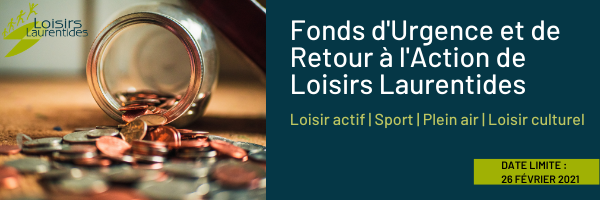 Loisirs
Laurentides
Fonds d'Urgence et de
Retour à l'Action de
Loisirs Laurentides
Loisir actif | Sport | Plein air | Loisir culturel
DATE LIMITE :
26 FÉVRIER 2021